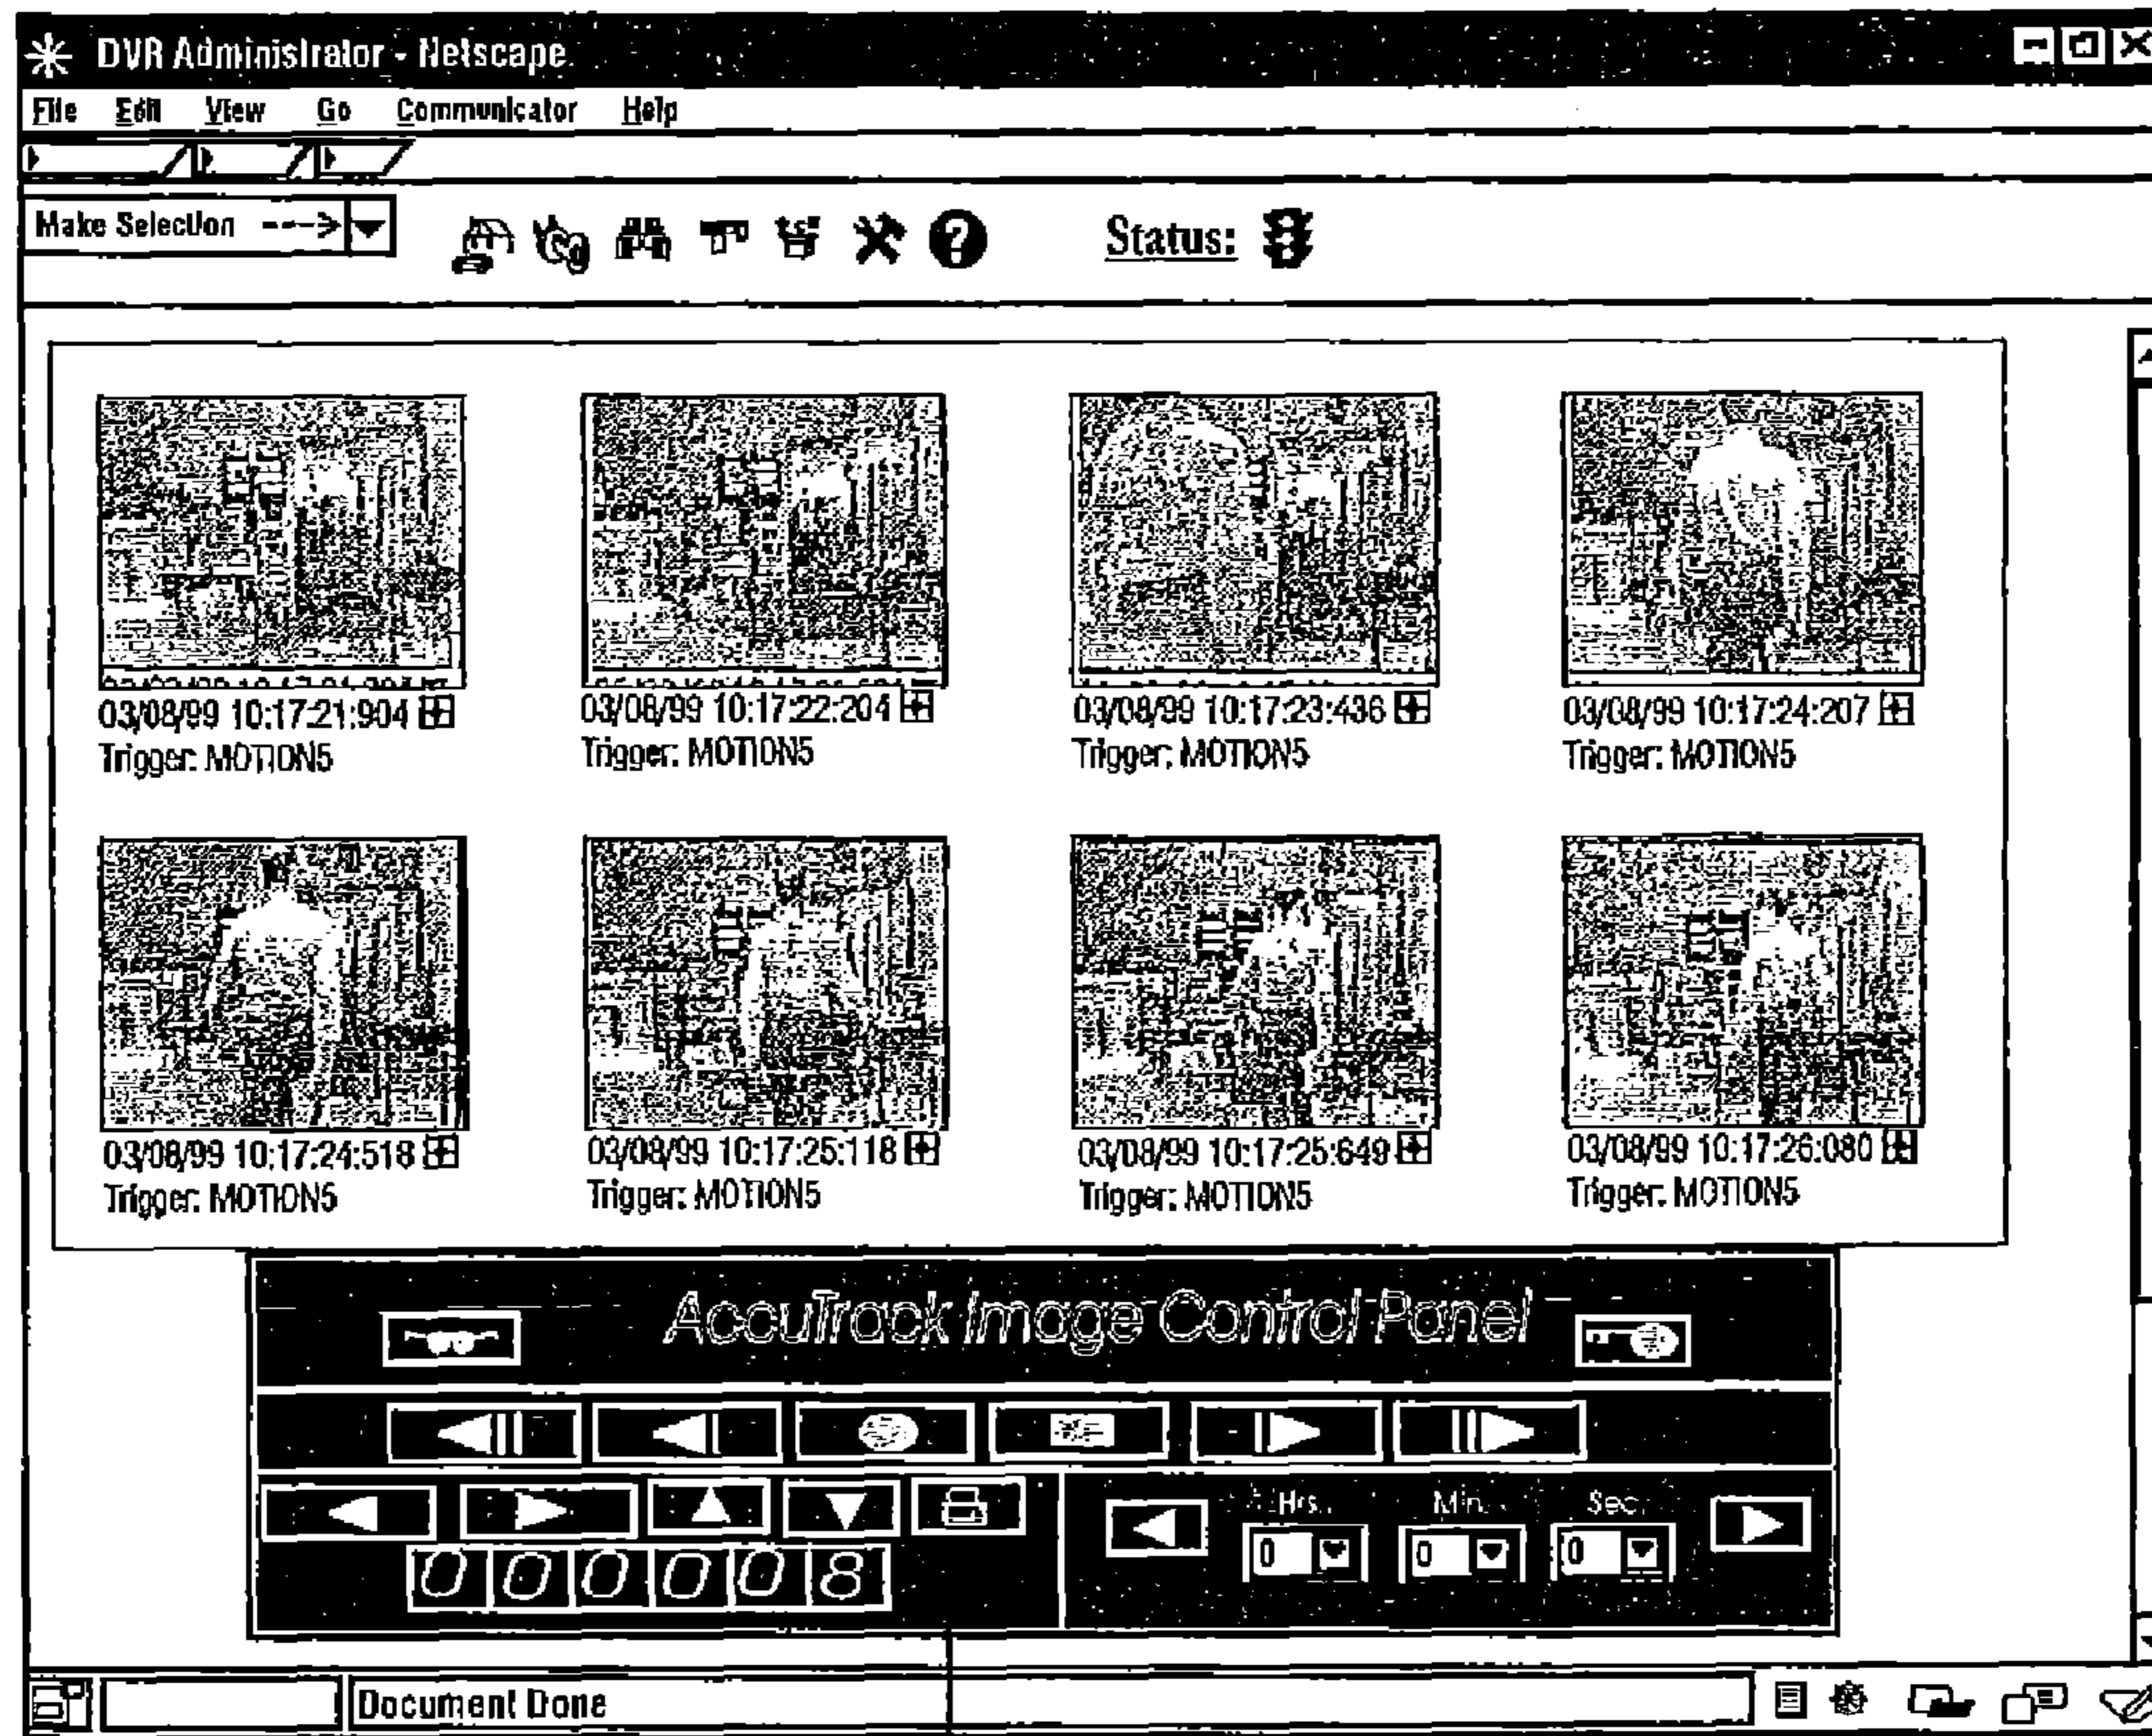 DVR Administrator - Netscape
File Edit View Go Communicator Help
Make Selection --->
Status:
03/08/99 10:17:21:904
03/08/99 10:17:22:204
03/08/99 10:17:23:436
03/08/99 10:17:24:207
Trigger: MOTION5
Trigger: MOTION5
Trigger: MOTION5
Trigger: MOTION5
03/08/99 10:17:24:518
03/08/99 10:17:25:118
03/08/99 10:17:25:649
03/08/99 10:17:26:080
Trigger: MOTION5
Trigger: MOTION5
Trigger: MOTION5
Trigger: MOTION5
AccuTrack Image Control Panel
Hrs. Min. Sec.
0 0 0
000008
Document Done